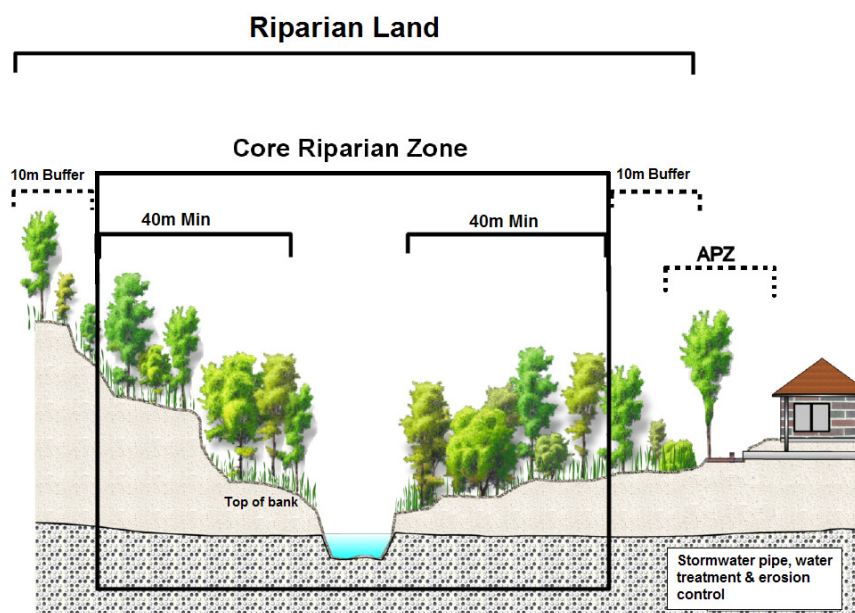 Riparian Land
Core Riparian Zone
10m Buffer
10m Buffer
40m Min
40m Min
APZ
Top of bank
Stormwater pipe, water
treatment & erosion
control